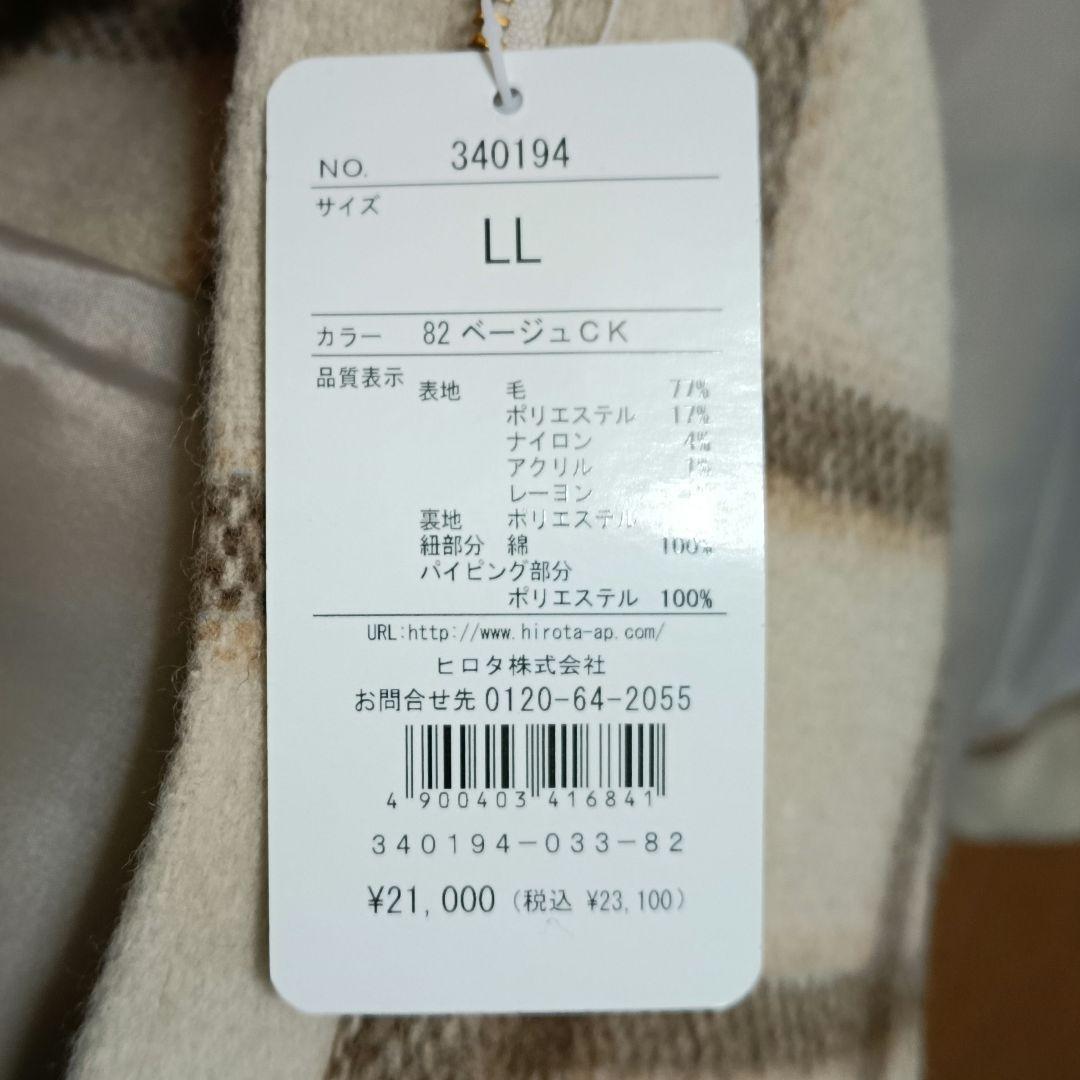 NO. 340194
サイズ
LL
カラー 82 ベージュCK
品質表示 表地 毛 77%
ポリエステル 17%
ナイロン 4%
アクリル 1%
レーヨン
裏地 ポリエステル
紐部分 綿 100%
パイピング部分
ポリエステル 100%
URL:http://www.hirota-ap.com/
ヒロタ株式会社
お問合せ先 0120-64-2055
4 900403 416841
340194-033-82
¥21,000 (税込 ¥23,100)